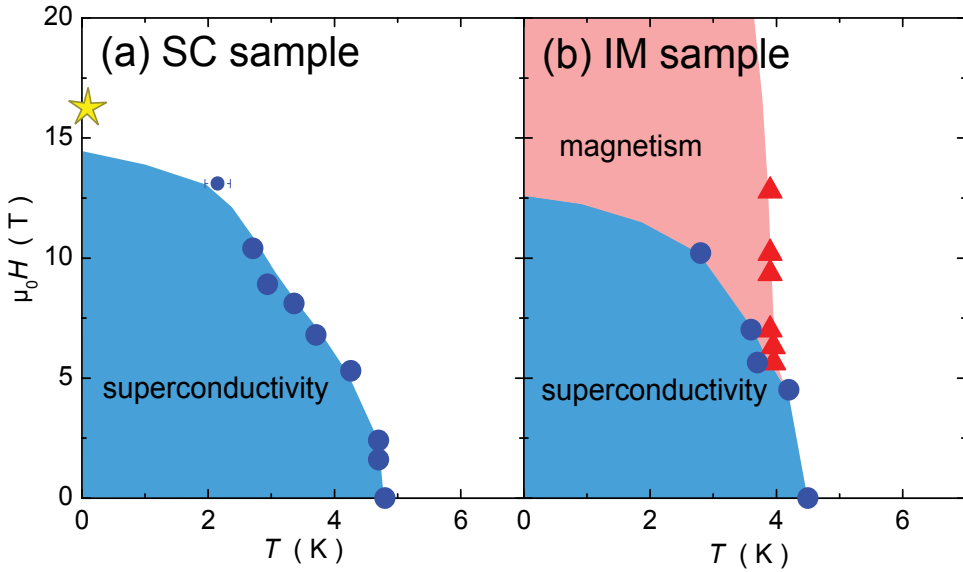 (a) SC sample
superconductivity
μ₀H ( T )
20
15
10
5
0
0
2
4
6
T ( K )
(b) IM sample
magnetism
superconductivity
0
2
4
6
T ( K )